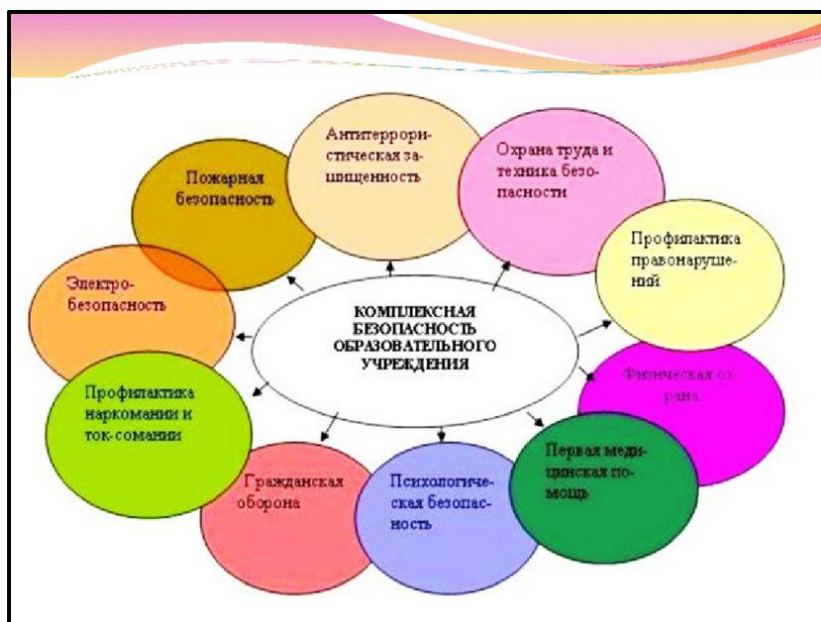 Антитеррори-
стическая за-
щищенность
Охрана труда и
техника безо-
пасности
Пожарная
безопасность
Профилактика
правонаруше-
ний
Электро-
безопасность
КОМПЛЕКСНАЯ
БЕЗОПАСНОСТЬ
ОБРАЗОВАТЕЛЬНОГО
УЧРЕЖДЕНИЯ
Физическая ох-
рана
Профилактика
наркомании и
ток-сомании
Первая меди-
цинская по-
мощь
Гражданская
оборона
Психологиче-
ская безопас-
ность